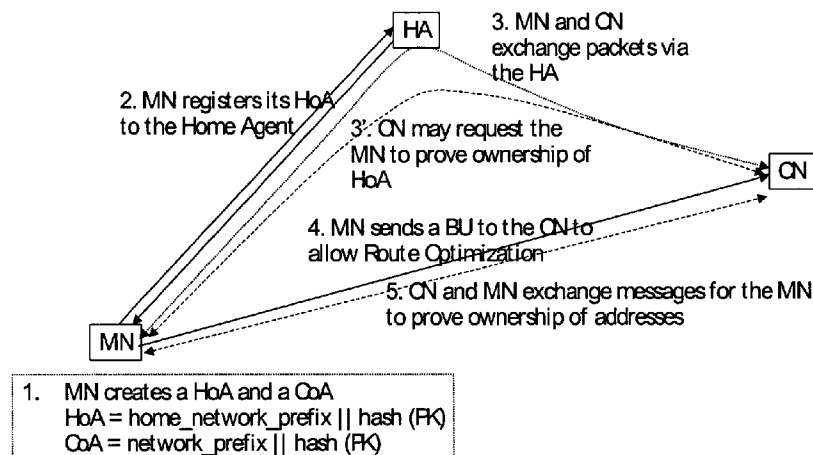 HA
3. MN and CN
exchange packets via
the HA
2. MN registers its HoA
to the Home Agent
3'. CN may request the
MN to prove ownership of
HoA
CN
4. MN sends a BU to the CN to
allow Route Optimization
5. CN and MN exchange messages for the MN
to prove ownership of addresses
MN
1. MN creates a HoA and a CoA
HoA = home_network_prefix || hash (PK)
CoA = network_prefix || hash (PK)